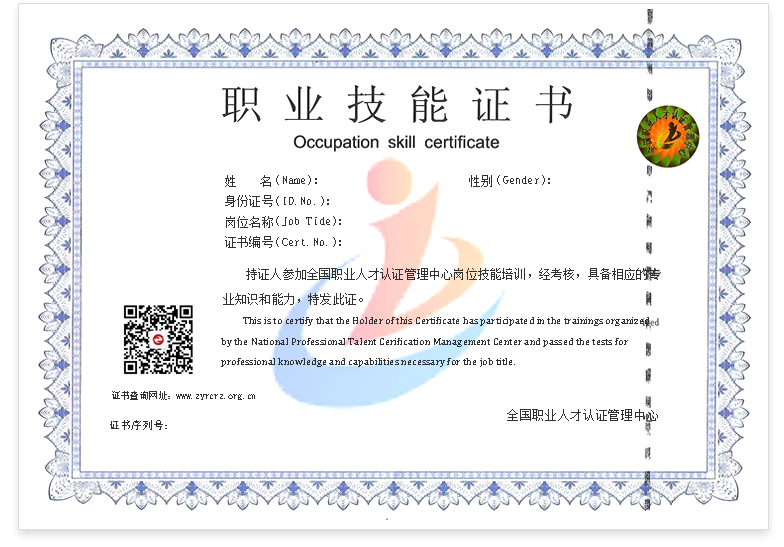 职业技能证书
Occupation skill certificate
姓 名(Name): 性别(Gender):
身份证号(ID.No.):
岗位名称(Job Tide):
证书编号(Cert.No.):
持证人参加全国职业人才认证管理中心岗位技能培训，经考核，具备相应的专
业知识和能力，特发此证。
This is to certify that the Holder of this Certificate has participated in the trainings organized
by the National Professional Talent Cerification Management Center and passed the tests for
professional knowledge and capabilities necessary for the job title.
证书查询网址：www.zyrcrz.org.cn
全国职业人才认证管理中心
证书序列号：